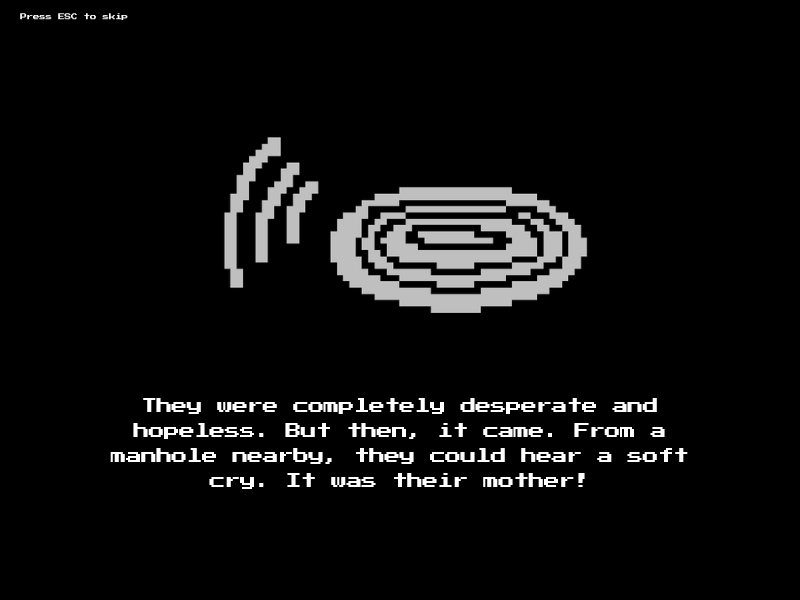 Press ESC to skip
They were completely desperate and
hopeless. But then, it came. From a
manhole nearby, they could hear a soft
cry. It was their mother!